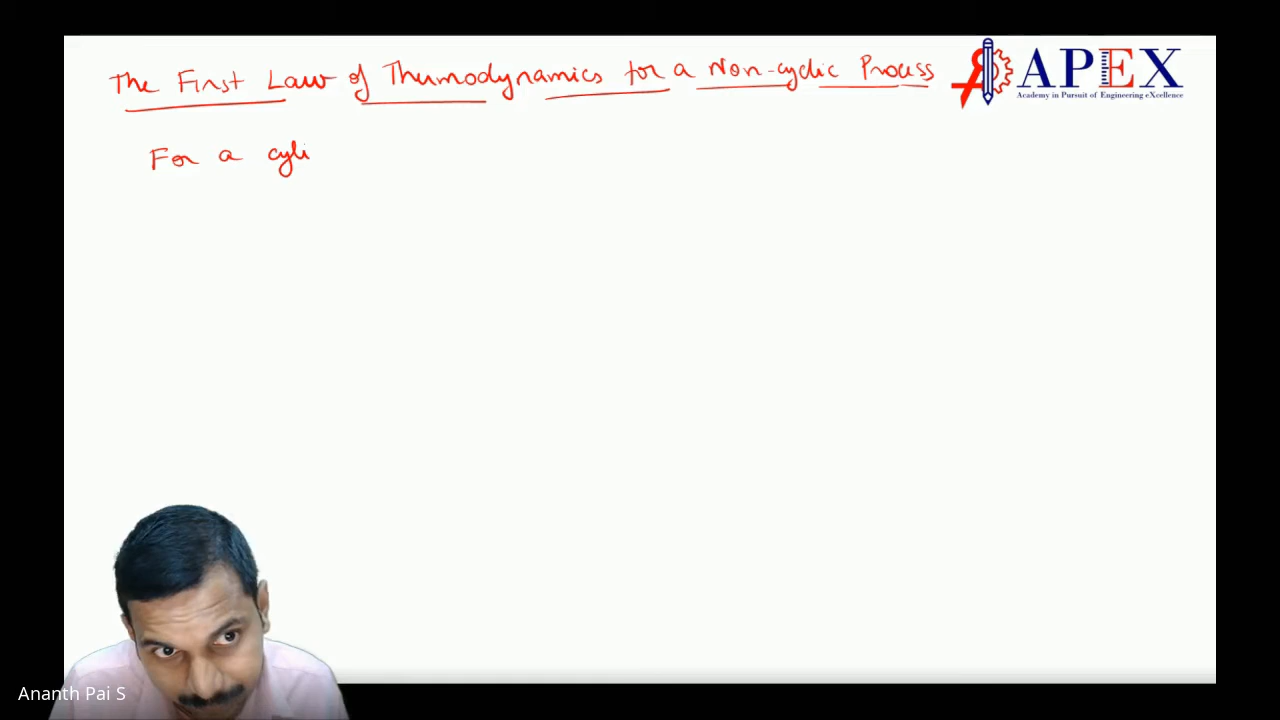 The First Law of Thermodynamics for a Non-cyclic Process
APEX
Academy in Pursuit of Engineering eXcellence
For a cyli
Ananth Pai S